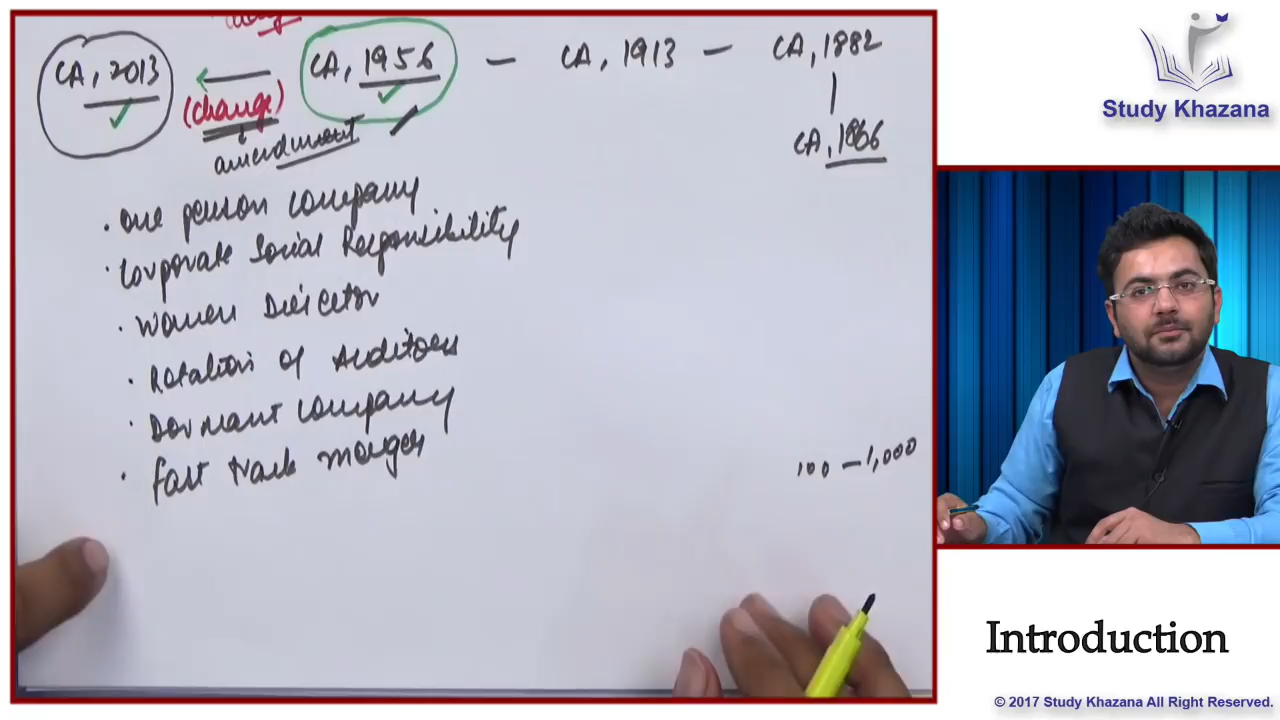 CA, 2013
CA, 1956 – CA, 1913 – CA, 1882
(change)
CA, 1866
amendment
• One person company
• Corporate Social Responsibility
• Women Director
• Rotation of Auditors
• Dormant company
• fast track merger
100 – 1,000
Study Khazana
Introduction
© 2017 Study Khazana All Right Reserved.